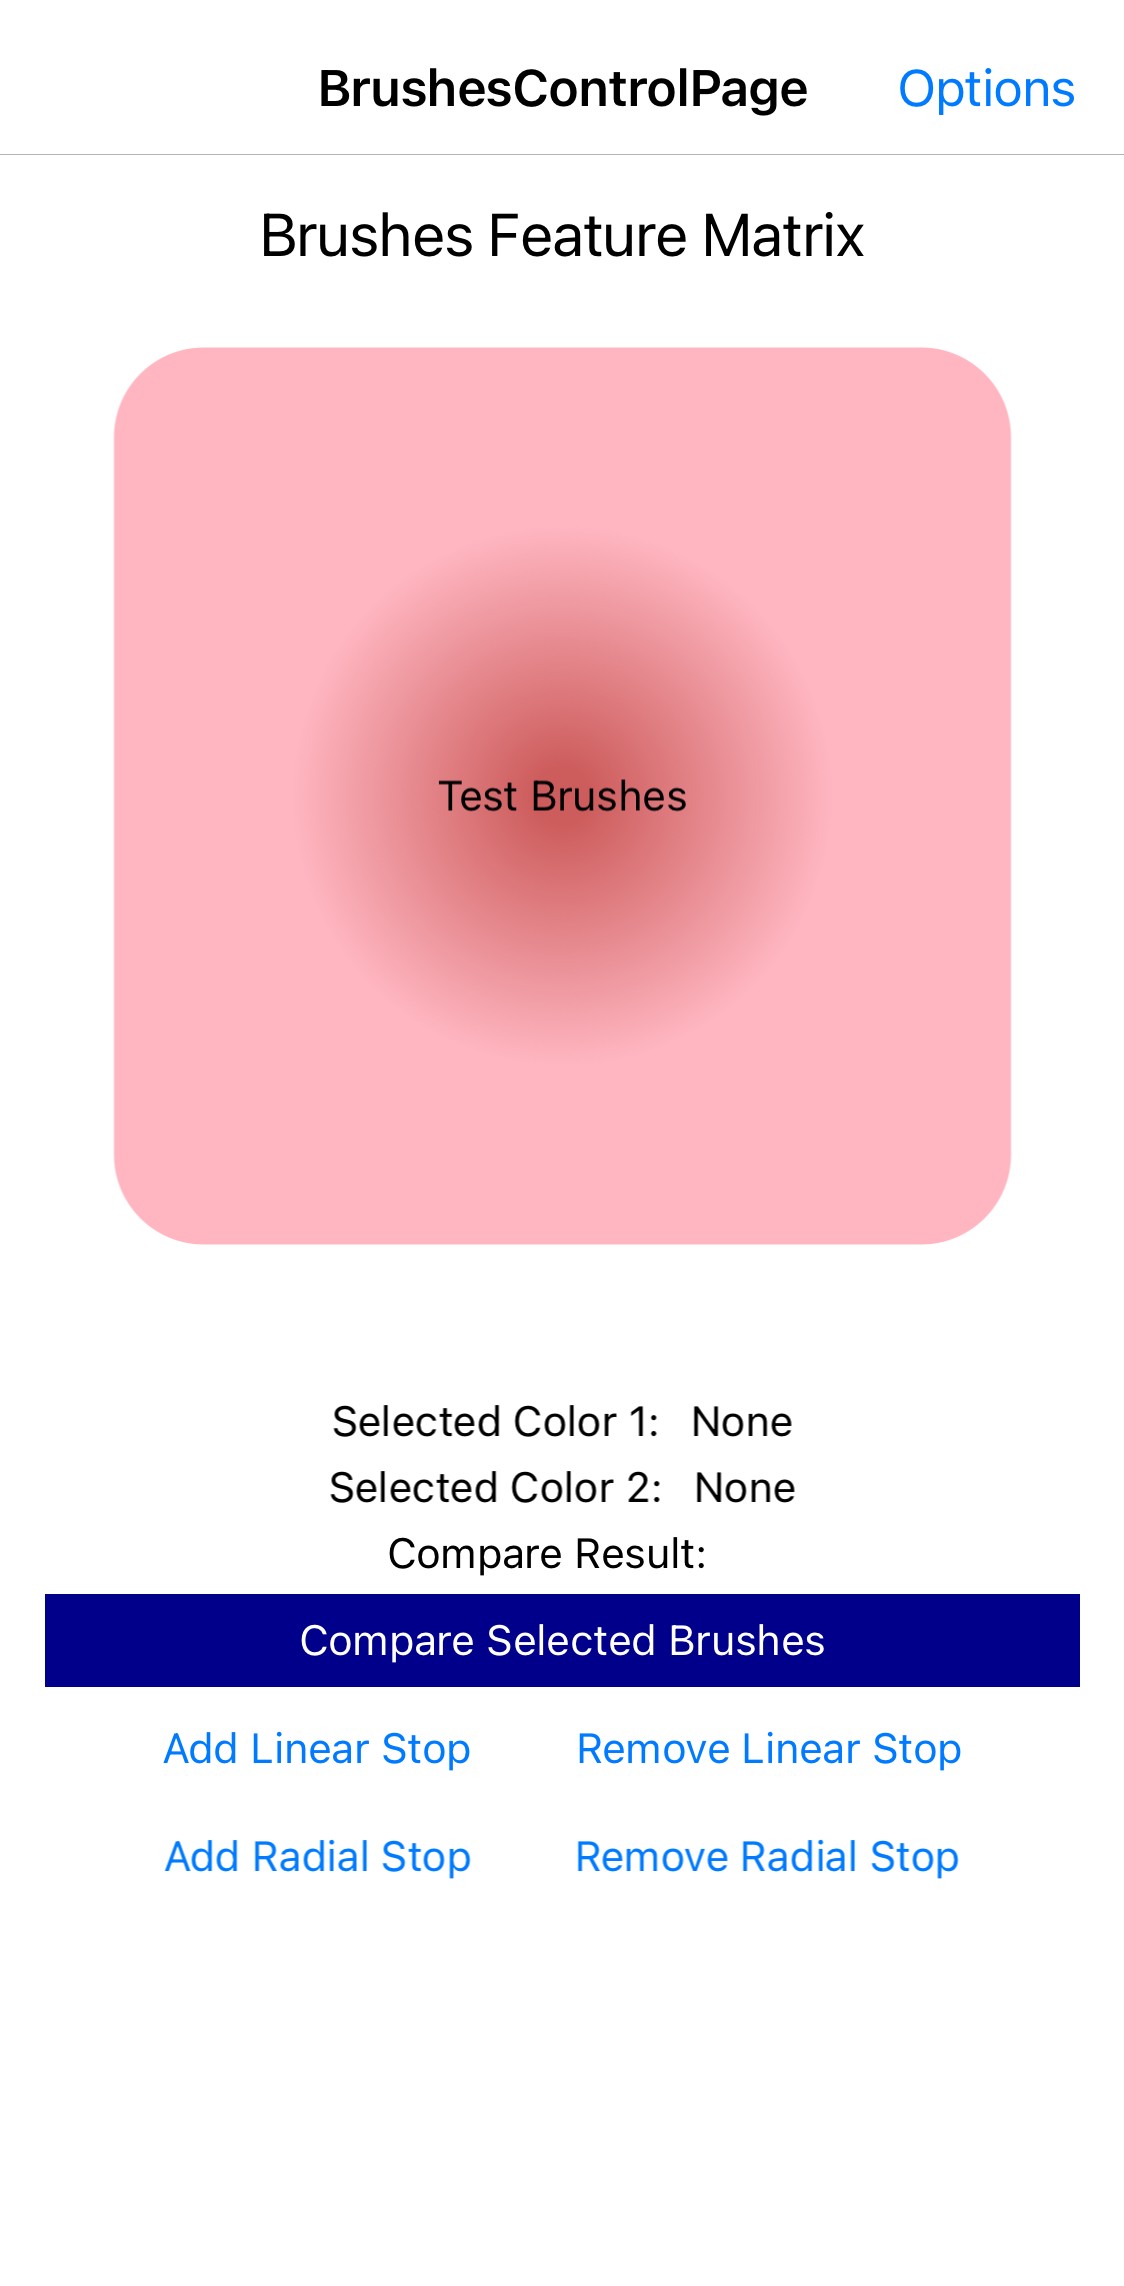 BrushesControlPage Options
Brushes Feature Matrix
Test Brushes
Selected Color 1: None
Selected Color 2: None
Compare Result:
Compare Selected Brushes
Add Linear Stop Remove Linear Stop
Add Radial Stop Remove Radial Stop